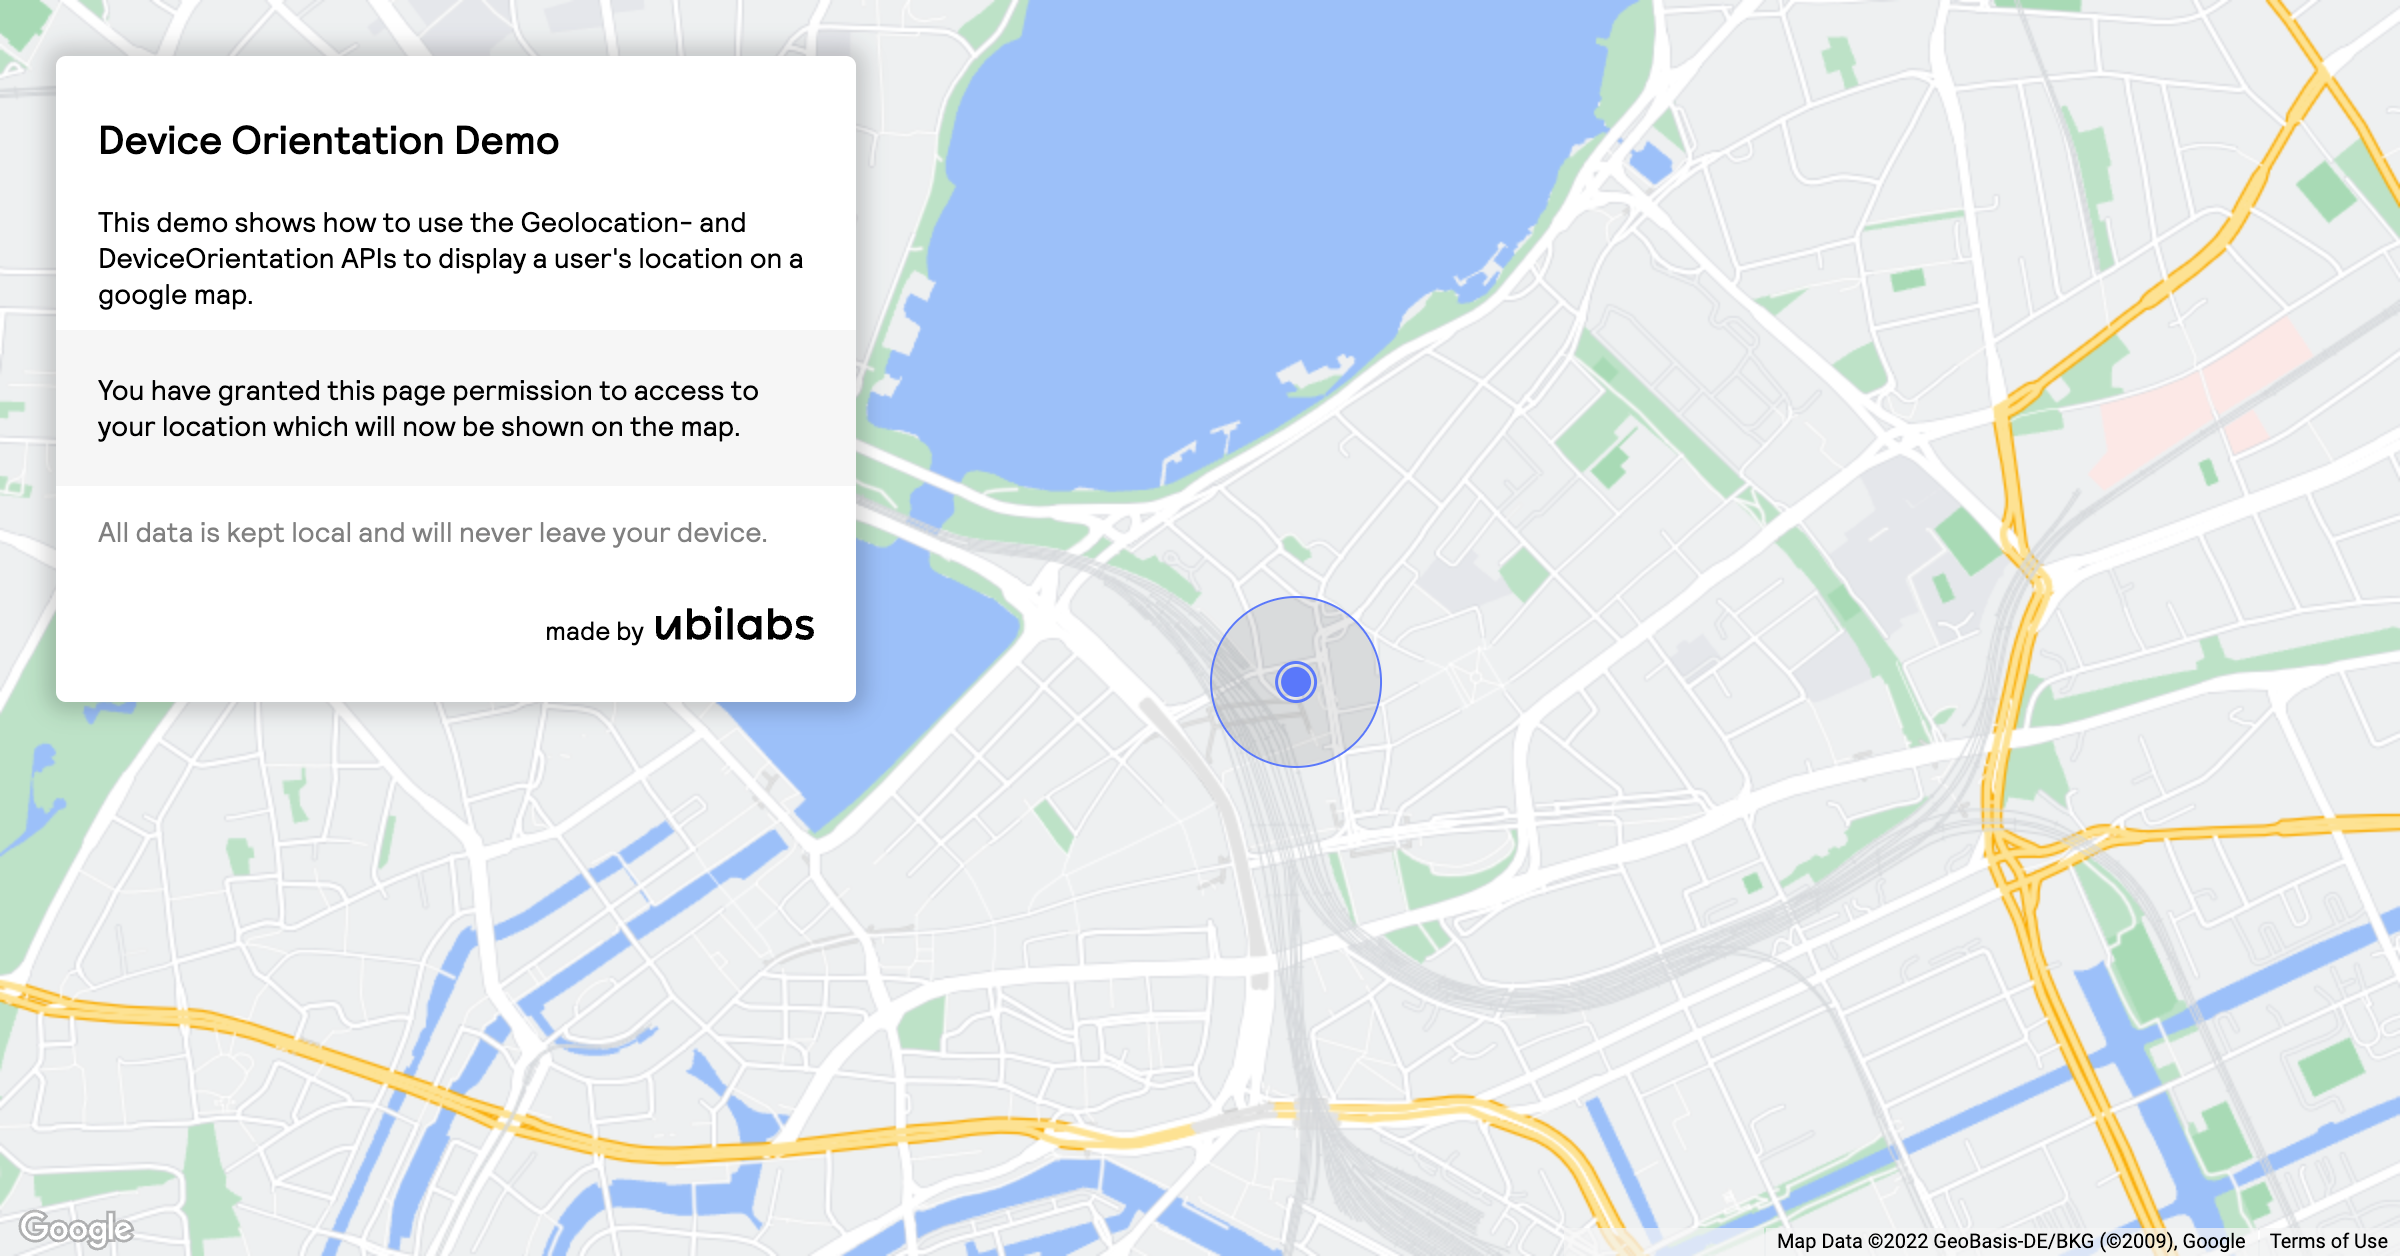 Device Orientation Demo
This demo shows how to use the Geolocation- and
DeviceOrientation APIs to display a user's location on a
google map.
You have granted this page permission to access to
your location which will now be shown on the map.
All data is kept local and will never leave your device.
made by ubilabs
Google
Map Data ©2022 GeoBasis-DE/BKG (©2009), Google Terms of Use